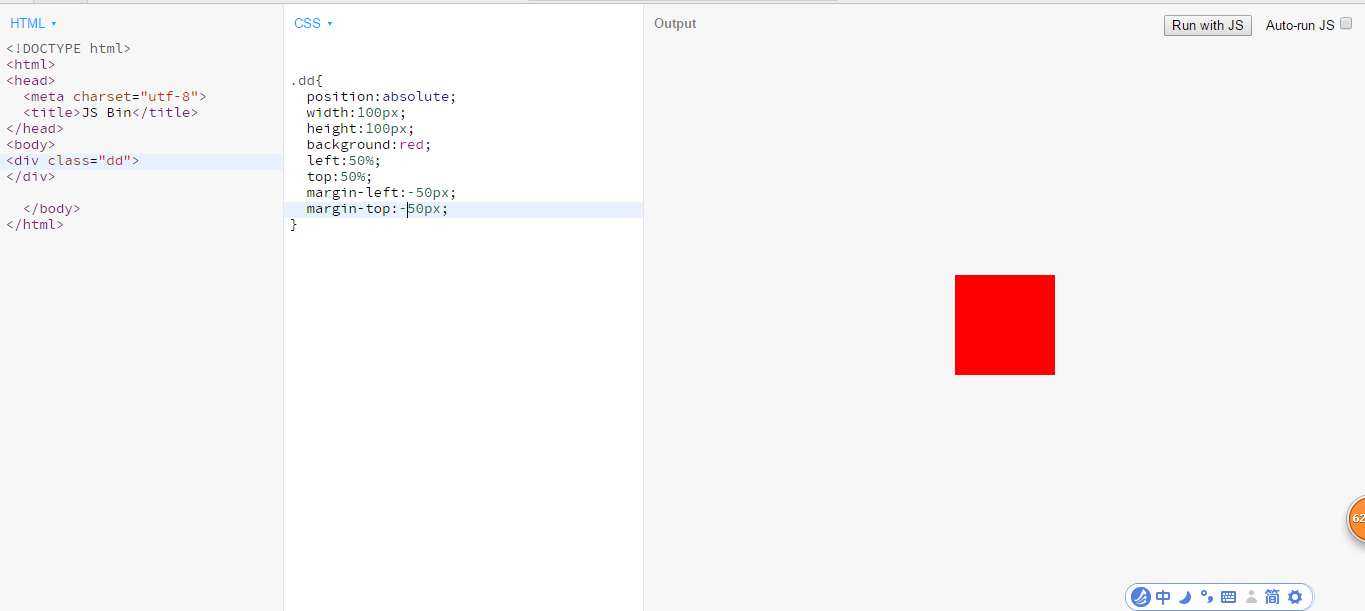 HTML
<!DOCTYPE html>
<html>
<head>
  <meta charset="utf-8">
  <title>JS Bin</title>
</head>
<body>
<div class="dd">
</div>
  </body>
</html>
CSS
.dd{
  position:absolute;
  width:100px;
  height:100px;
  background:red;
  left:50%;
  top:50%;
  margin-left:-50px;
  margin-top:-50px;
}
Output
Run with JS
Auto-run JS
62
中
简